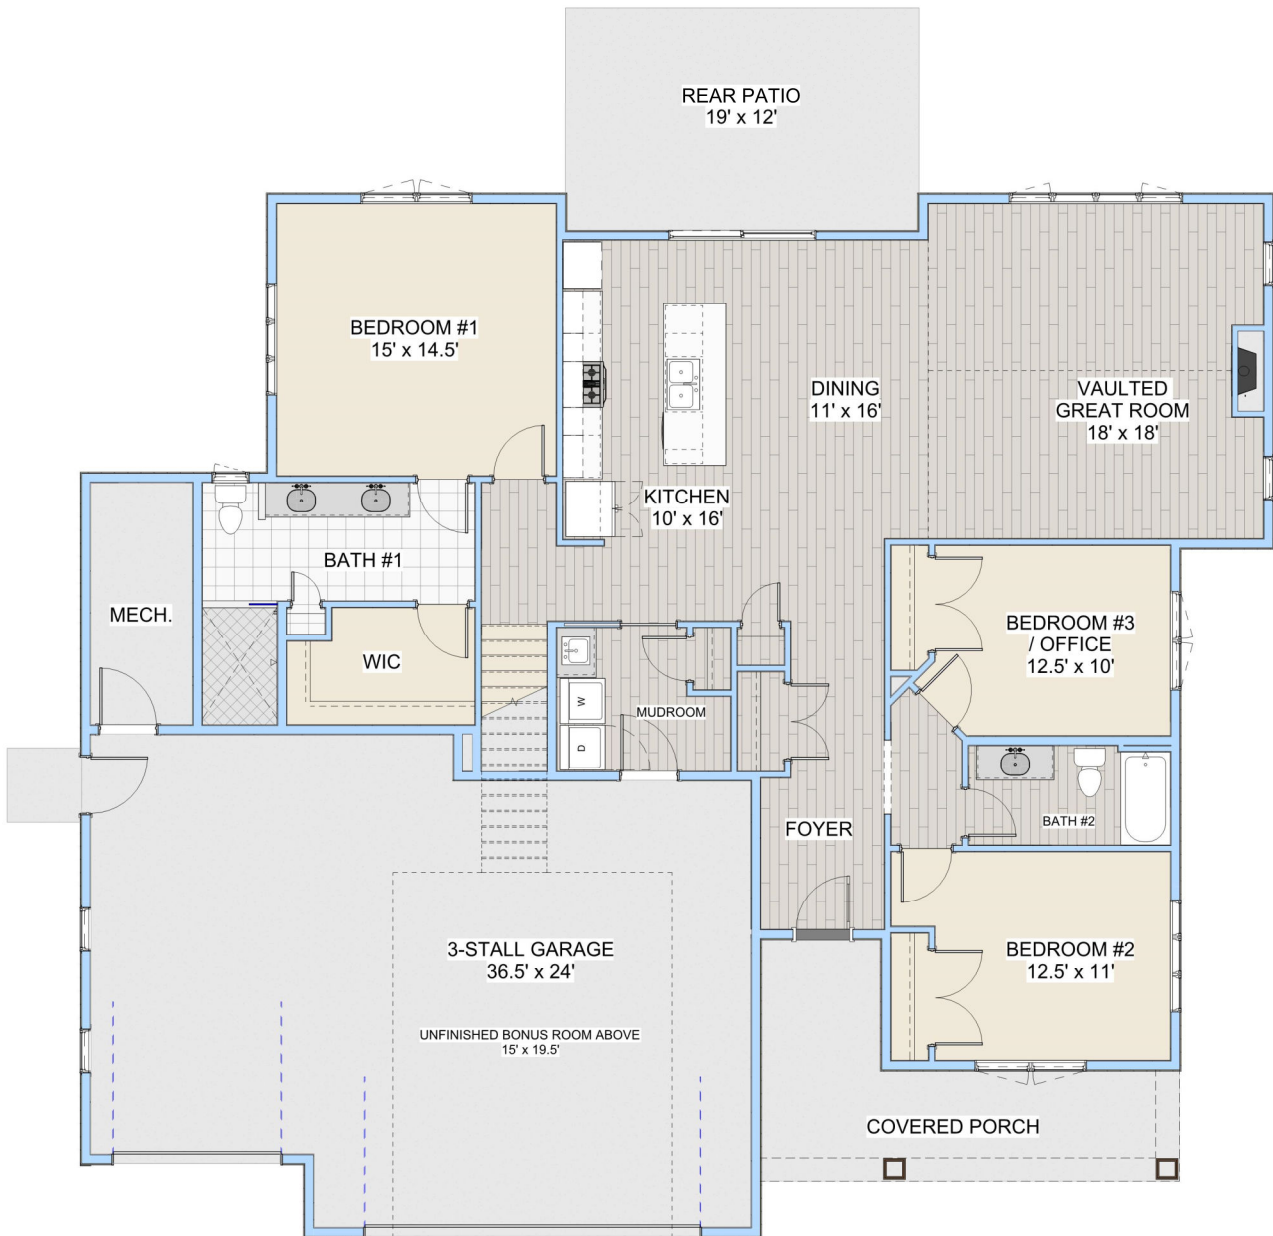 REAR PATIO
19' x 12'
BEDROOM #1
15' x 14.5'
DINING
11' x 16'
VAULTED
GREAT ROOM
18' x 18'
KITCHEN
10' x 16'
BATH #1
MECH.
WIC
W
D
MUDROOM
BEDROOM #3
/ OFFICE
12.5' x 10'
FOYER
BATH #2
3-STALL GARAGE
36.5' x 24'
BEDROOM #2
12.5' x 11'
UNFINISHED BONUS ROOM ABOVE
15' x 19.5'
COVERED PORCH